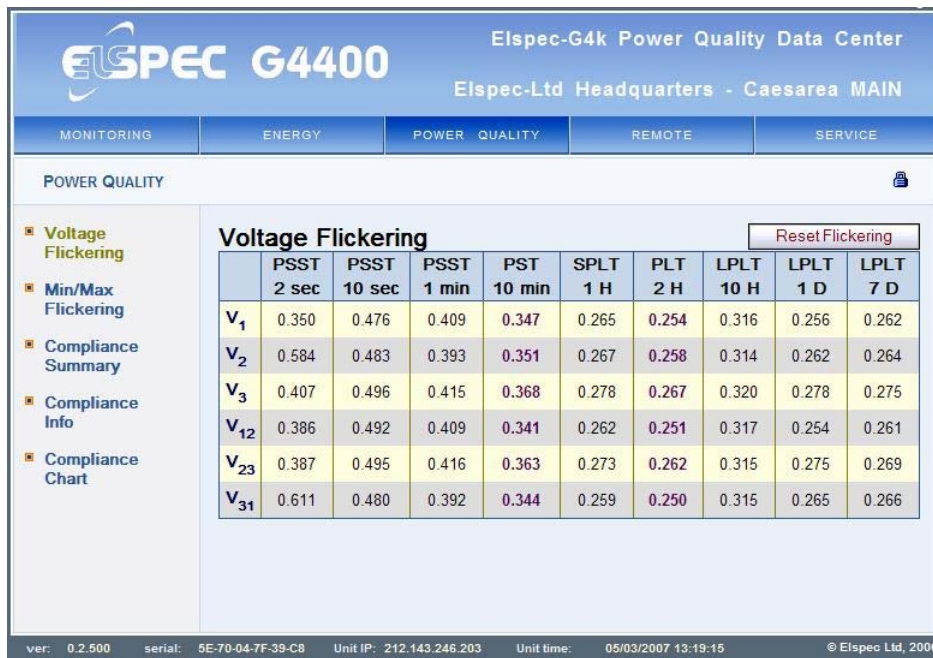 ELSPEC G4400
Elspec-G4k Power Quality Data Center
Elspec-Ltd Headquarters - Caesarea MAIN
MONITORING ENERGY POWER QUALITY REMOTE SERVICE
POWER QUALITY
Voltage Flickering
Min/Max Flickering
Compliance Summary
Compliance Info
Compliance Chart
Voltage Flickering
Reset Flickering
PSST 2 sec PSST 10 sec PSST 1 min PST 10 min SPLT 1 H PLT 2 H LPLT 10 H LPLT 1 D LPLT 7 D
V1 0.350 0.476 0.409 0.347 0.265 0.254 0.316 0.256 0.262
V2 0.584 0.483 0.393 0.351 0.267 0.258 0.314 0.262 0.264
V3 0.407 0.496 0.415 0.368 0.278 0.267 0.320 0.278 0.275
V12 0.386 0.492 0.409 0.341 0.262 0.251 0.317 0.254 0.261
V23 0.387 0.495 0.416 0.363 0.273 0.262 0.315 0.275 0.269
V31 0.611 0.480 0.392 0.344 0.259 0.250 0.315 0.265 0.266
ver: 0.2.500 serial: 5E-70-04-7F-39-C8 Unit IP: 212.143.246.203 Unit time: 05/03/2007 13:19:15 © Elspec Ltd,